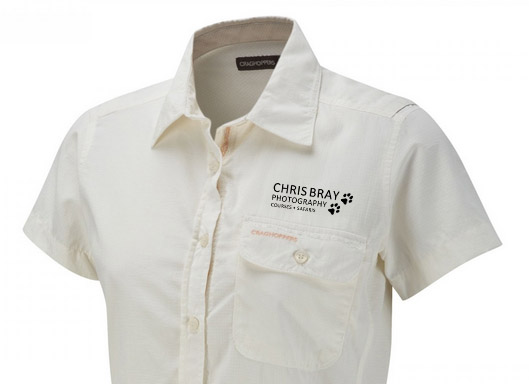 CRAGHOPPERS
CHRIS BRAY
PHOTOGRAPHY
COURSES + SAFARIS
CRAGHOPPERS